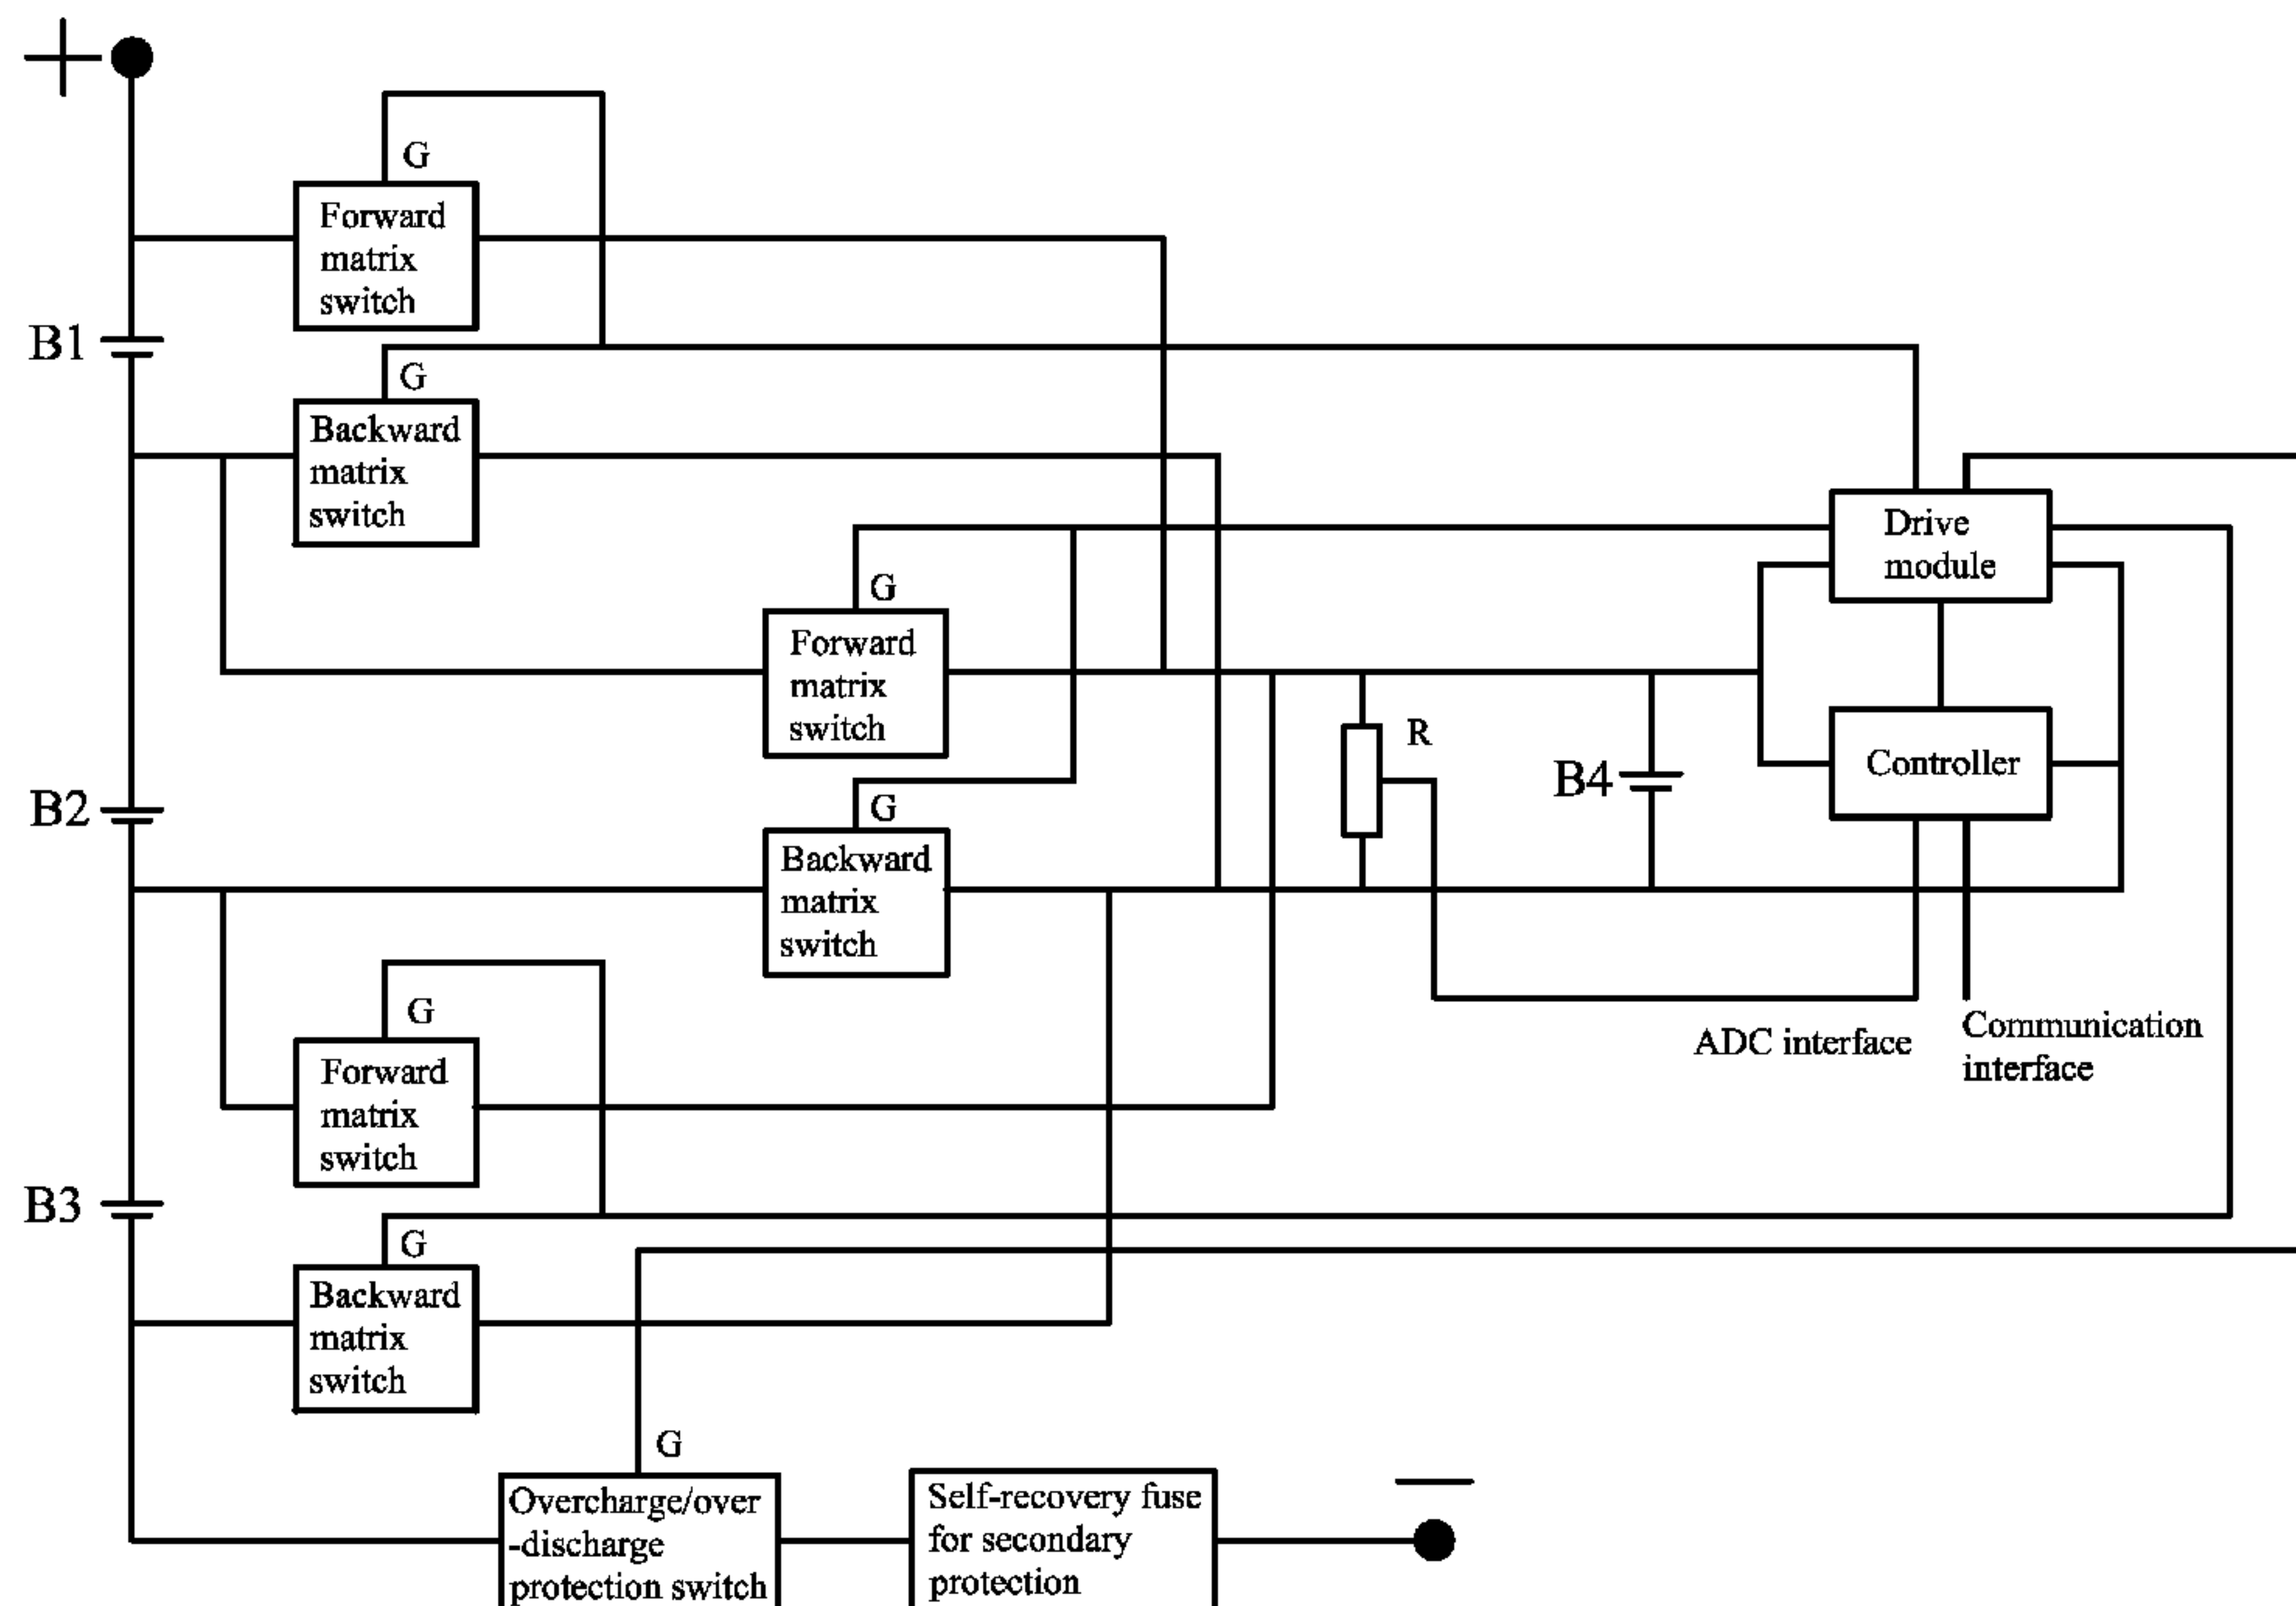 +
G
Forward
matrix
switch
B1
G
Backward
matrix
switch
Drive
module
G
Forward
matrix
switch
R
Controller
B4
B2
G
Backward
matrix
switch
G
ADC interface
Communication
interface
Forward
matrix
switch
B3
G
Backward
matrix
switch
G
—
Overcharge/over
-discharge
protection switch
Self-recovery fuse
for secondary
protection